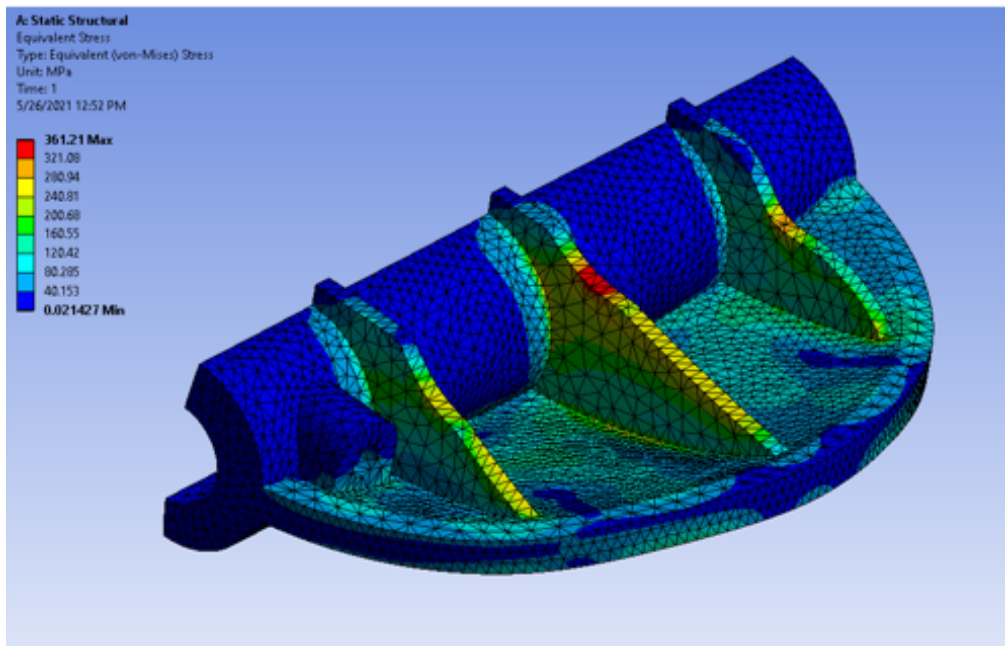 A: Static Structural
Equivalent Stress
Type: Equivalent (von-Mises) Stress
Unit: MPa
Time: 1
5/26/2021 12:52 PM
361.21 Max
321.08
280.94
240.81
200.68
160.55
120.42
80.285
40.153
0.021427 Min